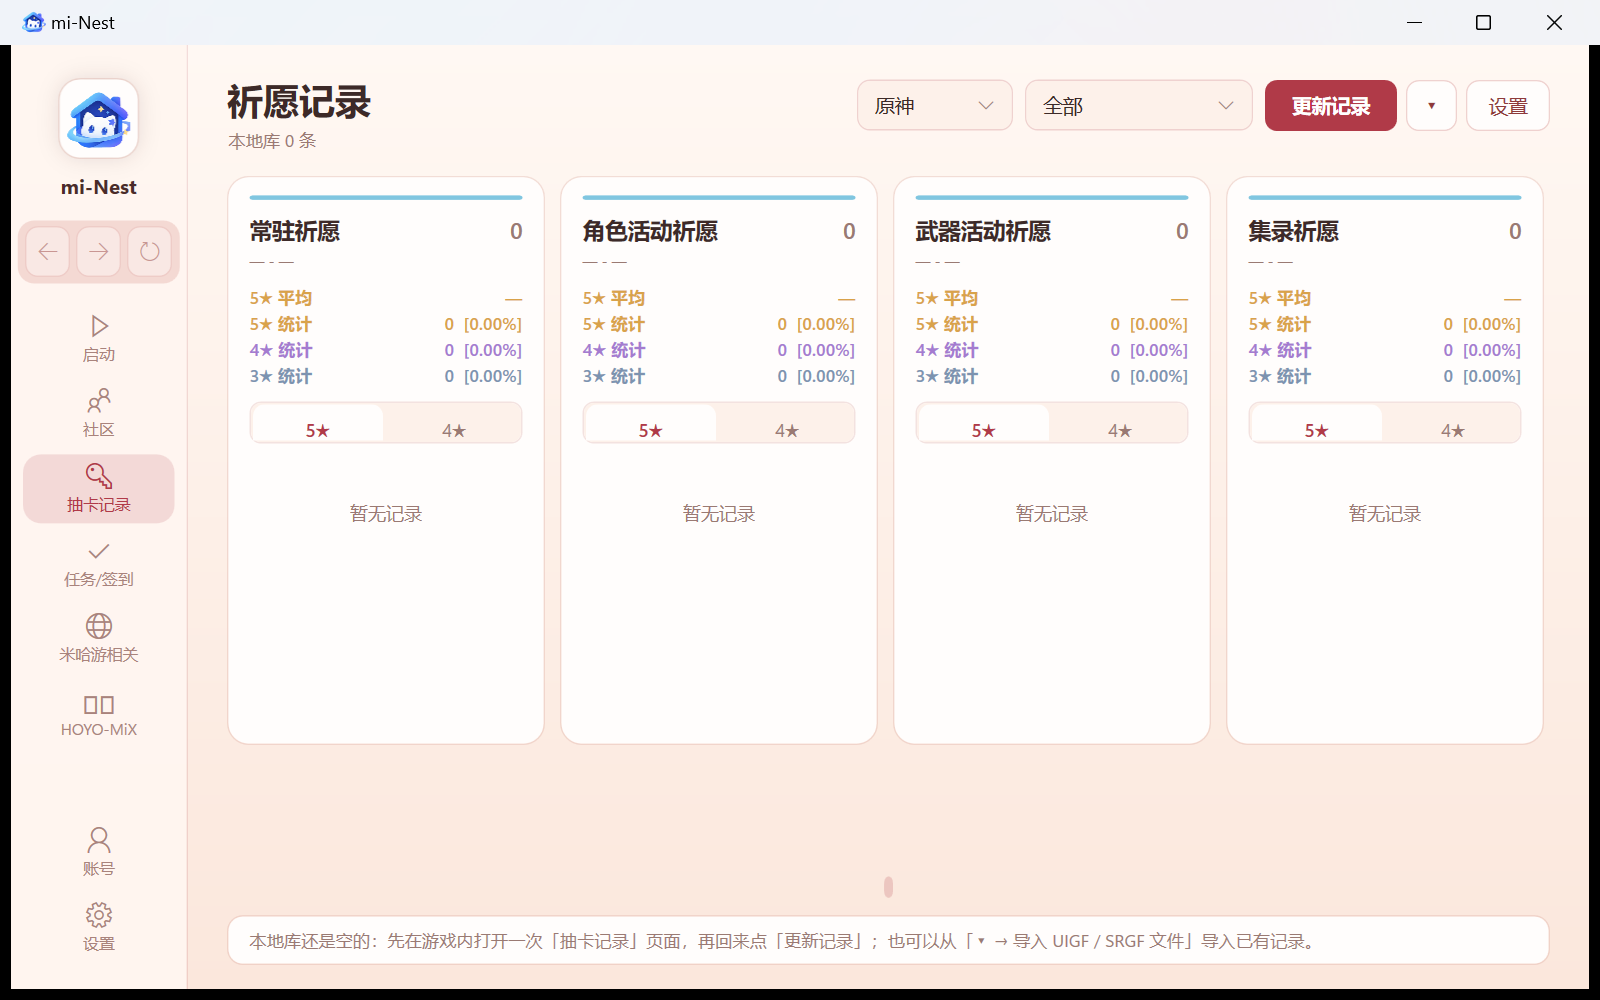 mi-Nest
mi-Nest
启动
社区
抽卡记录
任务/签到
米哈游相关
HOYO-MiX
账号
设置
祈愿记录
本地库 0 条
原神
全部
更新记录
▾
设置
常驻祈愿 0
— - —
5★ 平均 —
5★ 统计 0 [0.00%]
4★ 统计 0 [0.00%]
3★ 统计 0 [0.00%]
5★ 4★
暂无记录
角色活动祈愿 0
— - —
5★ 平均 —
5★ 统计 0 [0.00%]
4★ 统计 0 [0.00%]
3★ 统计 0 [0.00%]
5★ 4★
暂无记录
武器活动祈愿 0
— - —
5★ 平均 —
5★ 统计 0 [0.00%]
4★ 统计 0 [0.00%]
3★ 统计 0 [0.00%]
5★ 4★
暂无记录
集录祈愿 0
— - —
5★ 平均 —
5★ 统计 0 [0.00%]
4★ 统计 0 [0.00%]
3★ 统计 0 [0.00%]
5★ 4★
暂无记录
本地库还是空的：先在游戏内打开一次「抽卡记录」页面，再回来点「更新记录」；也可以从「▾ → 导入 UIGF / SRGF 文件」导入已有记录。